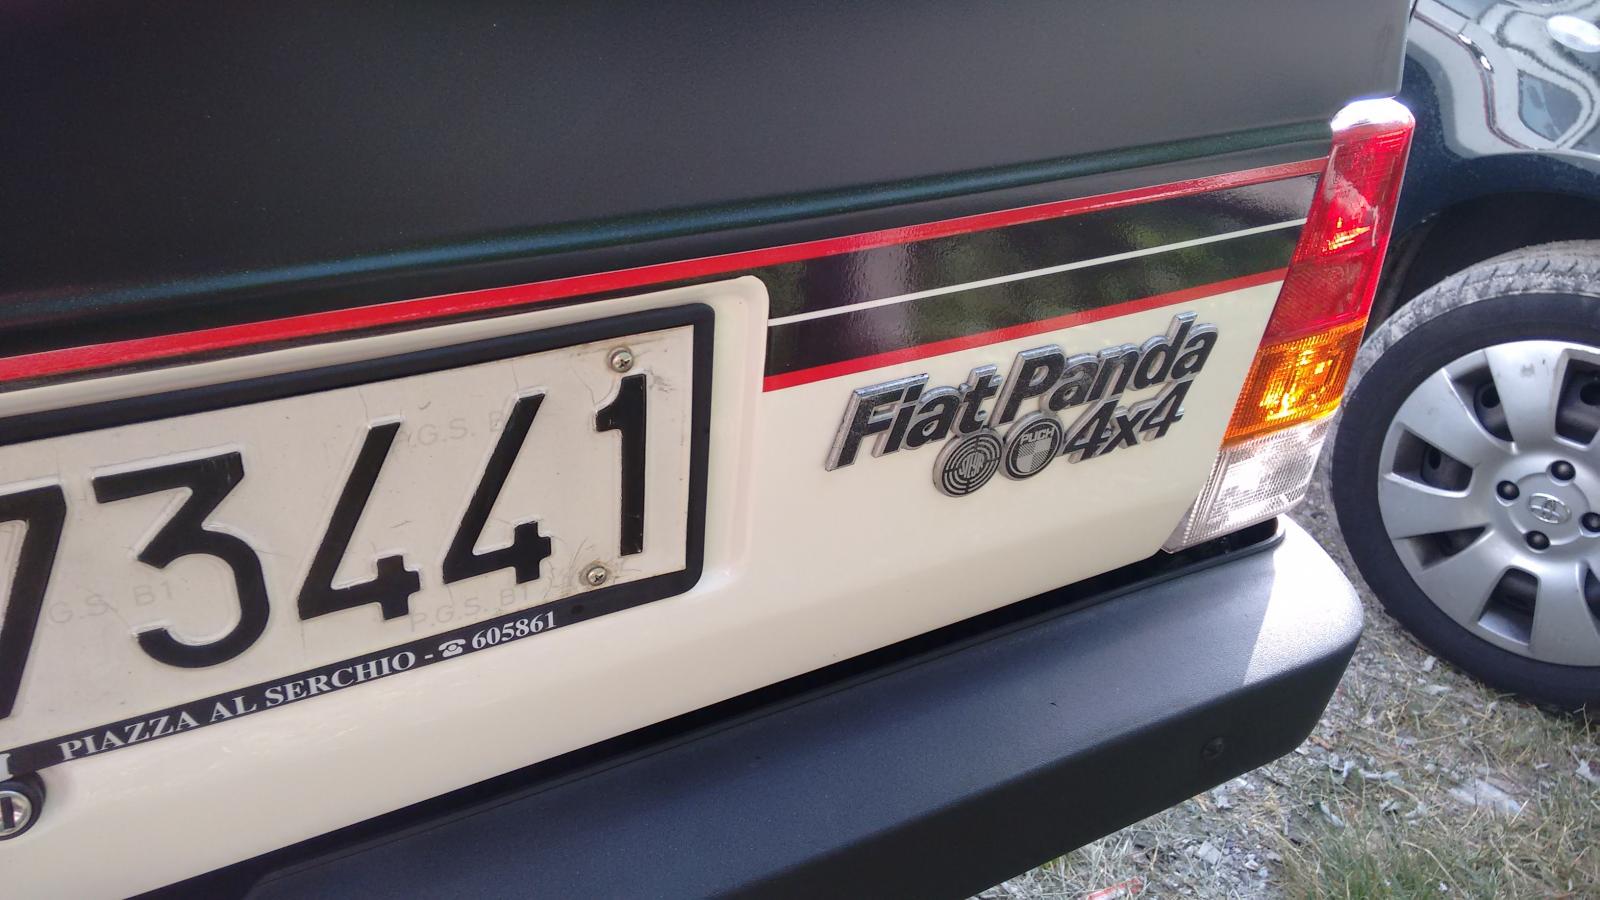 Fiat Panda
STEYR PUCH 4x4
73441
P.G.S. B1
P.G.S. B1
PIAZZA AL SERCHIO - ☎ 605861